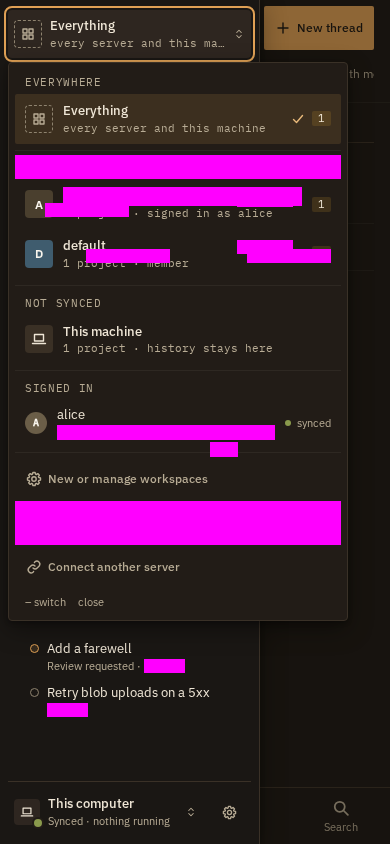 Everything
every server and this ma…
New thread
EVERYWHERE
Everything
every server and this machine
1
A
· signed in as alice
1
D
default
1 project · member
NOT SYNCED
This machine
1 project · history stays here
SIGNED IN
A
alice
synced
New or manage workspaces
Connect another server
switch close
Add a farewell
Review requested ·
Retry blob uploads on a 5xx
This computer
Synced · nothing running
Search